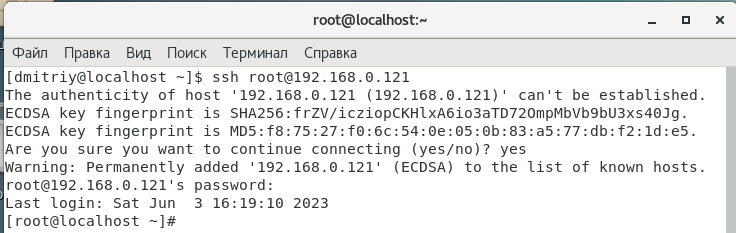 root@localhost:~
Файл Правка Вид Поиск Терминал Справка
[dmitriy@localhost ~]$ ssh root@192.168.0.121
The authenticity of host '192.168.0.121 (192.168.0.121)' can't be established.
ECDSA key fingerprint is SHA256:frZV/icziopCKHlxA6io3aTD72OmpMbVb9bU3xs40Jg.
ECDSA key fingerprint is MD5:f8:75:27:f0:6c:54:0e:05:0b:83:a5:77:db:f2:1d:e5.
Are you sure you want to continue connecting (yes/no)? yes
Warning: Permanently added '192.168.0.121' (ECDSA) to the list of known hosts.
root@192.168.0.121's password:
Last login: Sat Jun  3 16:19:10 2023
[root@localhost ~]#